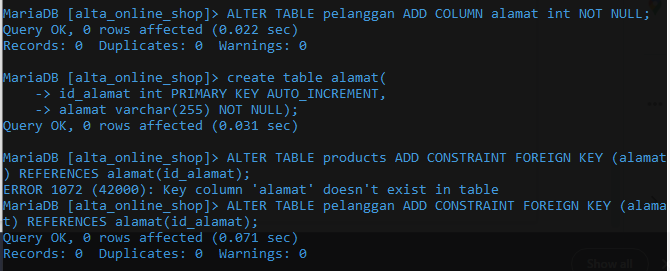 MariaDB [alta_online_shop]> ALTER TABLE pelanggan ADD COLUMN alamat int NOT NULL;
Query OK, 0 rows affected (0.022 sec)
Records: 0  Duplicates: 0  Warnings: 0
MariaDB [alta_online_shop]> create table alamat(
    -> id_alamat int PRIMARY KEY AUTO_INCREMENT,
    -> alamat varchar(255) NOT NULL);
Query OK, 0 rows affected (0.031 sec)
MariaDB [alta_online_shop]> ALTER TABLE products ADD CONSTRAINT FOREIGN KEY (alamat
) REFERENCES alamat(id_alamat);
ERROR 1072 (42000): Key column 'alamat' doesn't exist in table
MariaDB [alta_online_shop]> ALTER TABLE pelanggan ADD CONSTRAINT FOREIGN KEY (alama
t) REFERENCES alamat(id_alamat);
Query OK, 0 rows affected (0.071 sec)
Records: 0  Duplicates: 0  Warnings: 0
Show all